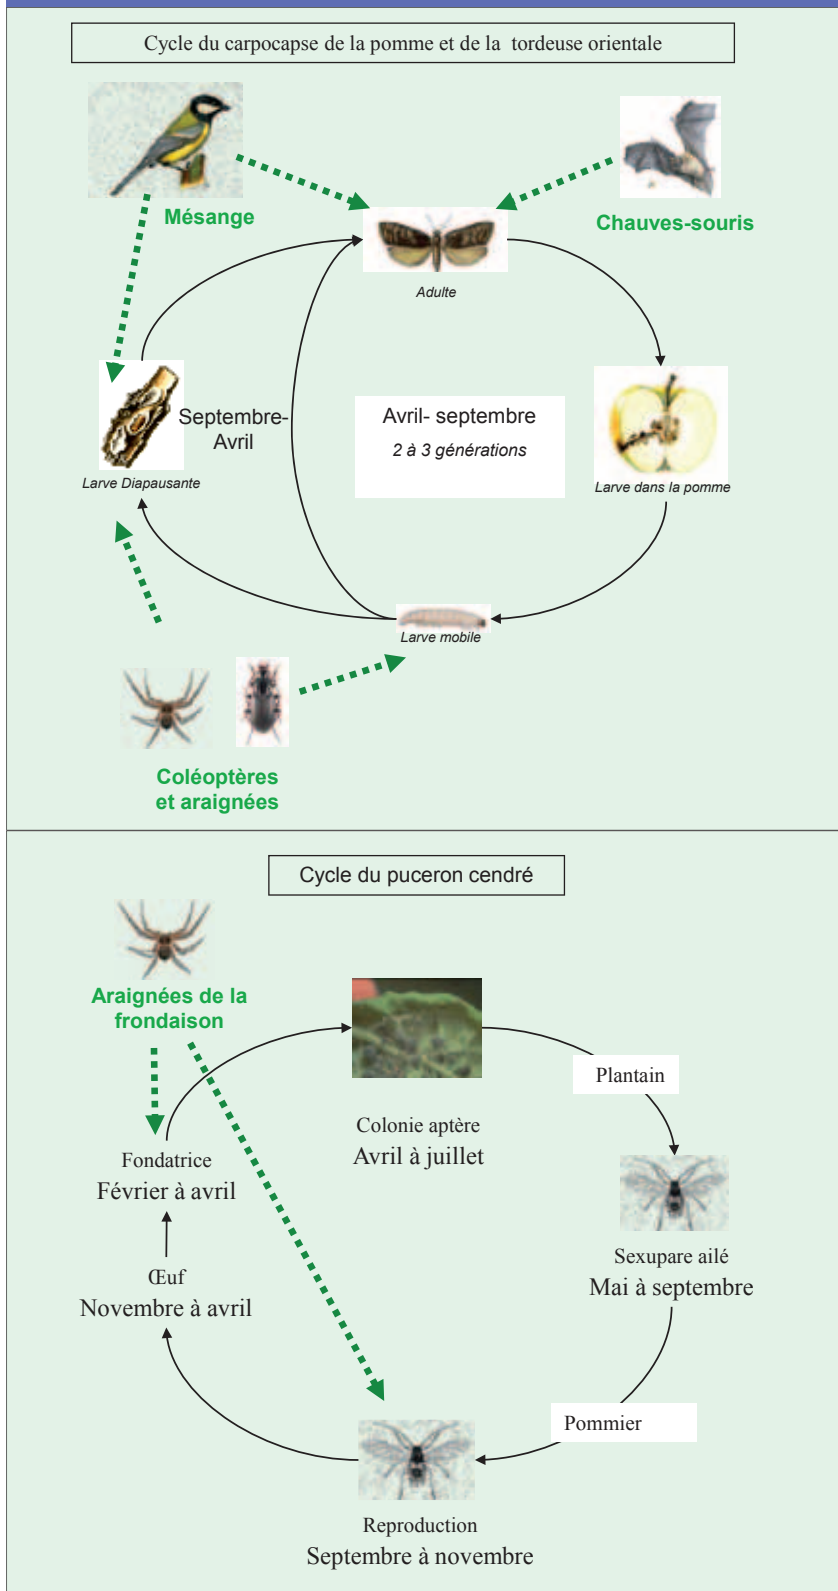 Cycle du carpocapse de la pomme et de la tordeuse orientale
Mésange
Chauves-souris
Adulte
Septembre-
Avril
Avril- septembre
2 à 3 générations
Larve Diapausante
Larve dans la pomme
Larve mobile
Coléoptères
et araignées
Cycle du puceron cendré
Araignées de la
frondaison
Plantain
Colonie aptère
Avril à juillet
Fondatrice
Février à avril
Sexupare ailé
Mai à septembre
Œuf
Novembre à avril
Pommier
Reproduction
Septembre à novembre